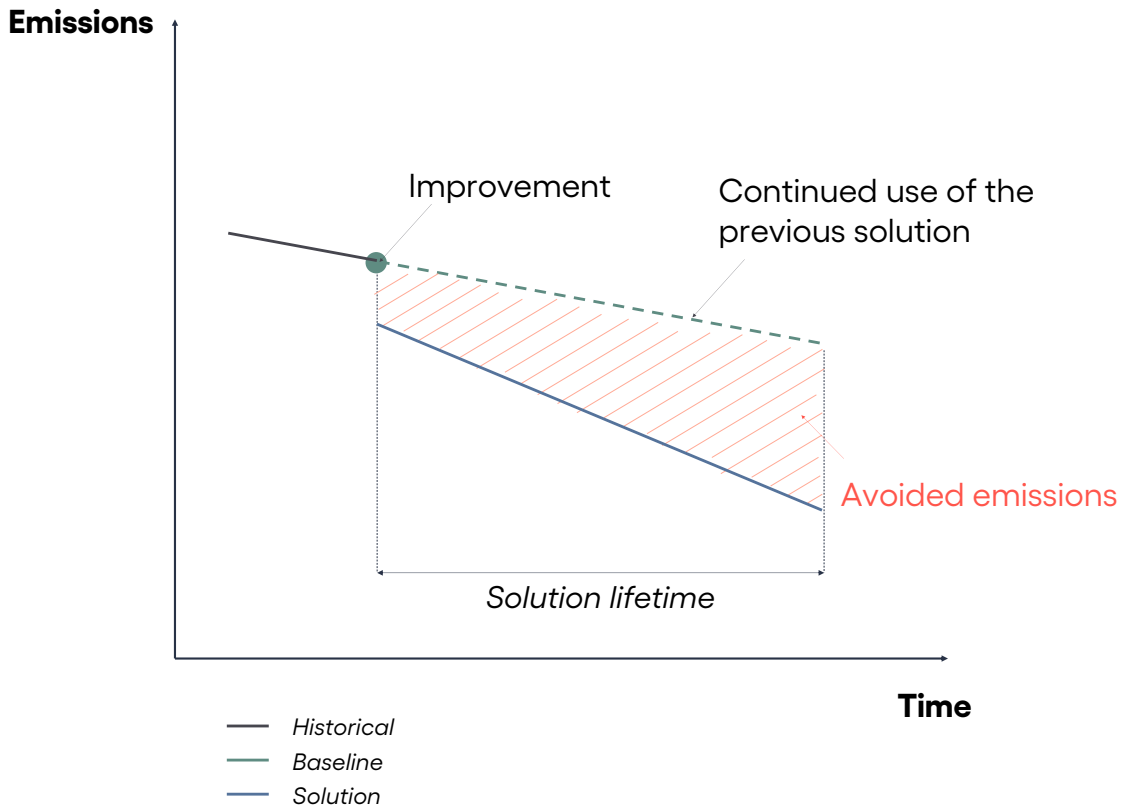 Emissions
Improvement
Continued use of the
previous solution
Avoided emissions
Solution lifetime
Time
Historical
Baseline
Solution